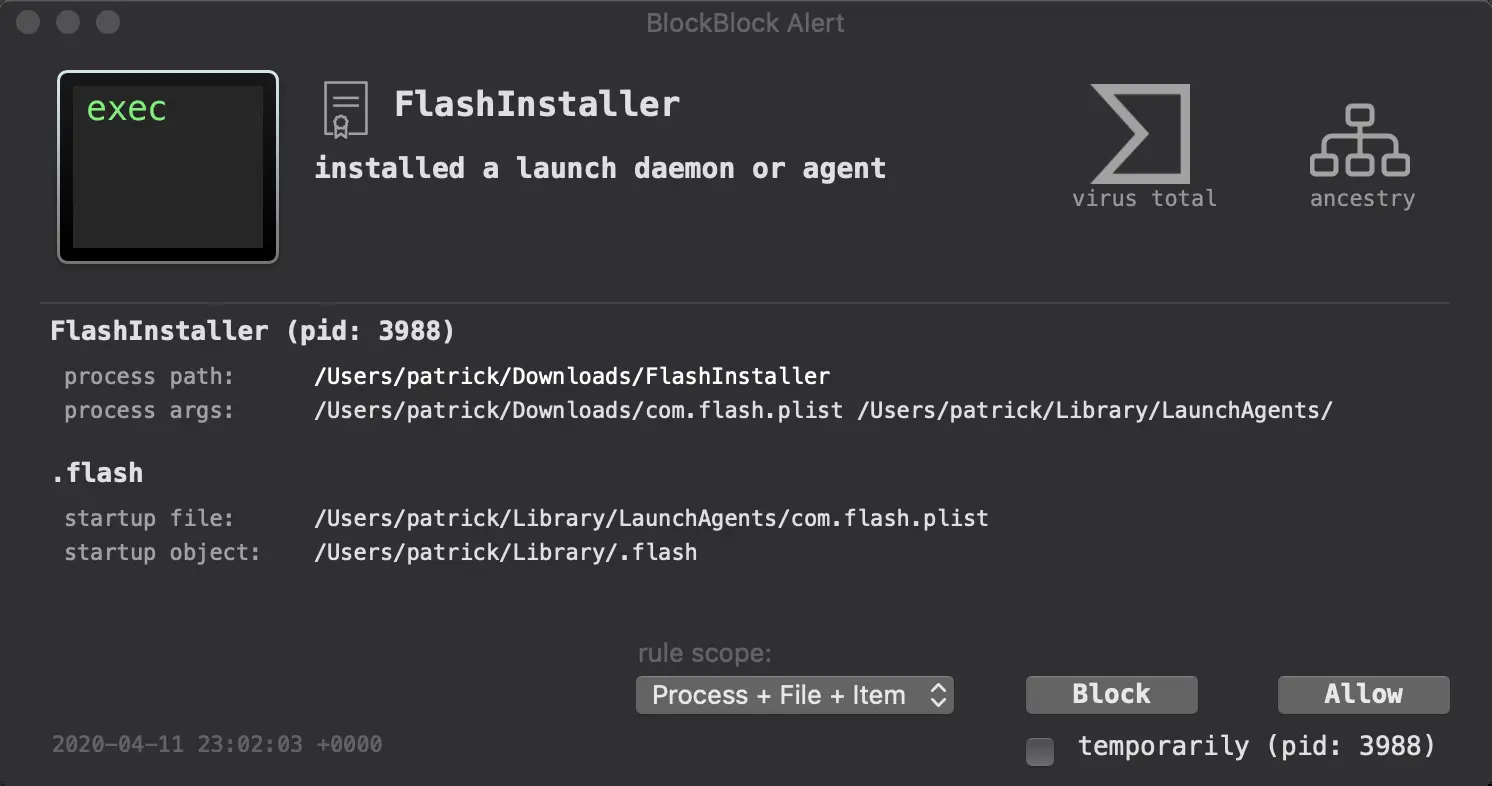 BlockBlock Alert
exec
FlashInstaller
installed a launch daemon or agent
virus total
ancestry
FlashInstaller (pid: 3988)
process path: /Users/patrick/Downloads/FlashInstaller
process args: /Users/patrick/Downloads/com.flash.plist /Users/patrick/Library/LaunchAgents/
.flash
startup file: /Users/patrick/Library/LaunchAgents/com.flash.plist
startup object: /Users/patrick/Library/.flash
rule scope:
Process + File + Item
Block
Allow
2020-04-11 23:02:03 +0000
temporarily (pid: 3988)